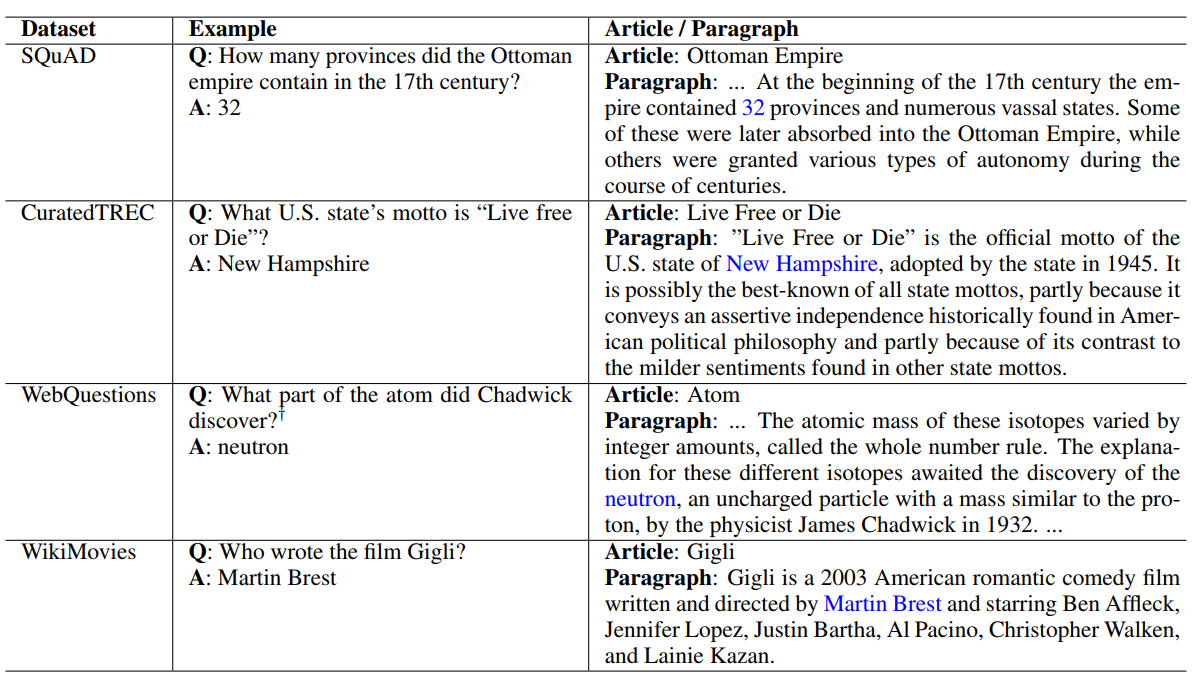 Dataset Example Article / Paragraph
SQuAD
Q: How many provinces did the Ottoman
empire contain in the 17th century?
A: 32
Article: Ottoman Empire
Paragraph: ... At the beginning of the 17th century the em-
pire contained 32 provinces and numerous vassal states. Some
of these were later absorbed into the Ottoman Empire, while
others were granted various types of autonomy during the
course of centuries.
CuratedTREC
Q: What U.S. state's motto is “Live free
or Die”?
A: New Hampshire
Article: Live Free or Die
Paragraph: ”Live Free or Die” is the official motto of the
U.S. state of New Hampshire, adopted by the state in 1945. It
is possibly the best-known of all state mottos, partly because it
conveys an assertive independence historically found in Amer-
ican political philosophy and partly because of its contrast to
the milder sentiments found in other state mottos.
WebQuestions
Q: What part of the atom did Chadwick
discover?†
A: neutron
Article: Atom
Paragraph: ... The atomic mass of these isotopes varied by
integer amounts, called the whole number rule. The explana-
tion for these different isotopes awaited the discovery of the
neutron, an uncharged particle with a mass similar to the pro-
ton, by the physicist James Chadwick in 1932. ...
WikiMovies
Q: Who wrote the film Gigli?
A: Martin Brest
Article: Gigli
Paragraph: Gigli is a 2003 American romantic comedy film
written and directed by Martin Brest and starring Ben Affleck,
Jennifer Lopez, Justin Bartha, Al Pacino, Christopher Walken,
and Lainie Kazan.